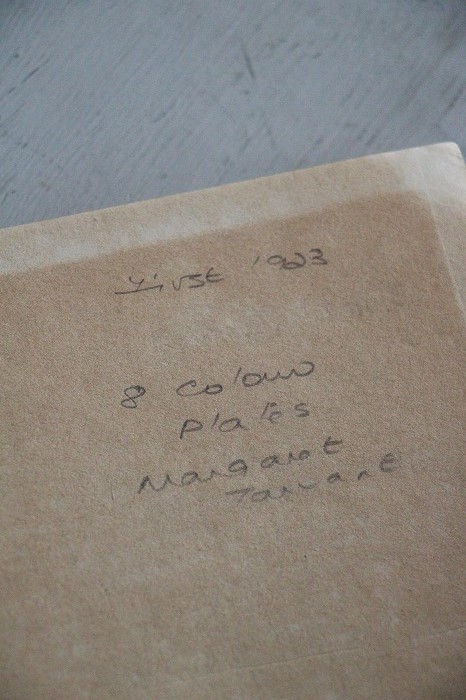 First 1923
8 Colour
Plates
Margaret
Tarrant